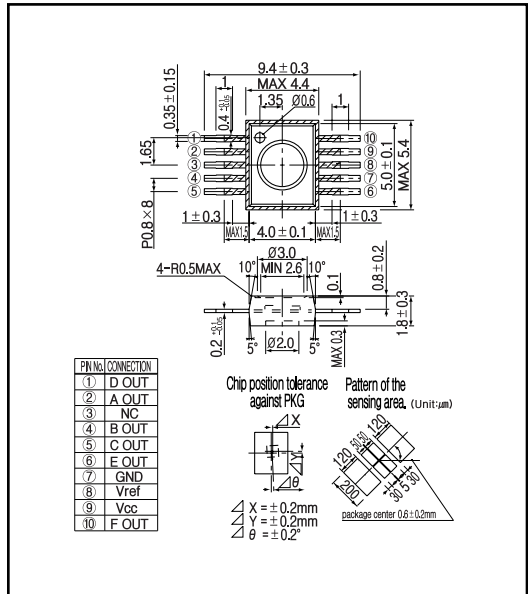 9.4±0.3
MAX 4.4
1
1.35
Ø0.6
1
0.35±0.15
0.4 +0.1 -0.05
①
②
③
④
⑤
⑩
⑨
⑧
⑦
⑥
1.65
P0.8×8
5.0±0.1
MAX 5.4
1±0.3
MAX1.5
4.0±0.1
MAX1.5
1±0.3
Ø3.0
4-R0.5MAX
10°
MIN 2.6
10°
0.1
0.8±0.2
1.8±0.3
0.2 +0.1 -0.05
5°
Ø2.0
5°
MAX 0.3
PIN No. CONNECTION
① D OUT
② A OUT
③ NC
④ B OUT
⑤ C OUT
⑥ E OUT
⑦ GND
⑧ Vref
⑨ Vcc
⑩ F OUT
Chip position tolerance
against PKG
⊿X
⊿Y
⊿θ
⊿ X =±0.2mm
⊿ Y =±0.2mm
⊿ θ =±0.2°
Pattern of the
sensing area. (Unit:μm)
120
50 50
120
120
200
30 5 30
package center 0.6±0.2mm